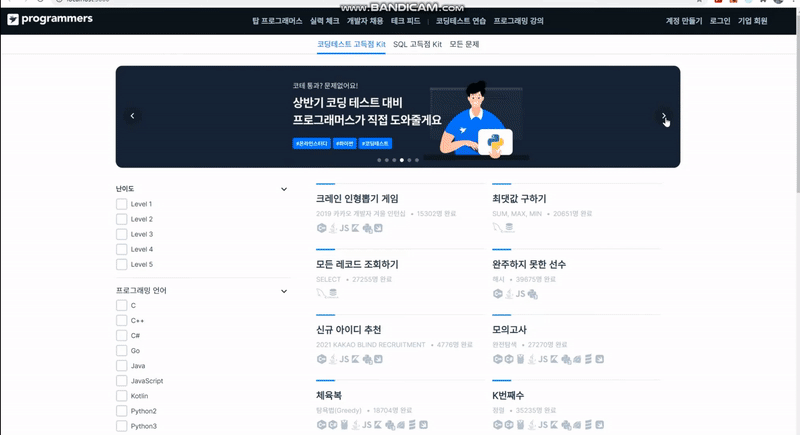 www.BANDICAM.com
programmers
탑 프로그래머스 실력 체크 개발자 채용 테크 피드 | 코딩테스트 연습 프로그래밍 강의
계정 만들기 로그인 기업 회원
코딩테스트 고득점 Kit SQL 고득점 Kit 모든 문제
코테 통과? 문제없어요!
상반기 코딩 테스트 대비
프로그래머스가 직접 도와줄게요
#온라인스터디 #파이썬 #코딩테스트
난이도
Level 1
Level 2
Level 3
Level 4
Level 5
프로그래밍 언어
C
C++
C#
Go
Java
JavaScript
Kotlin
Python2
Python3
크레인 인형뽑기 게임
2019 카카오 개발자 겨울 인턴십 • 15302명 완료
JS
최댓값 구하기
SUM, MAX, MIN • 20651명 완료
모든 레코드 조회하기
SELECT • 27255명 완료
완주하지 못한 선수
해시 • 39675명 완료
JS
신규 아이디 추천
2021 KAKAO BLIND RECRUITMENT • 4776명 완료
JS
모의고사
완전탐색 • 27270명 완료
JS
체육복
탐욕법(Greedy) • 18704명 완료
JS
K번째수
정렬 • 35235명 완료
JS